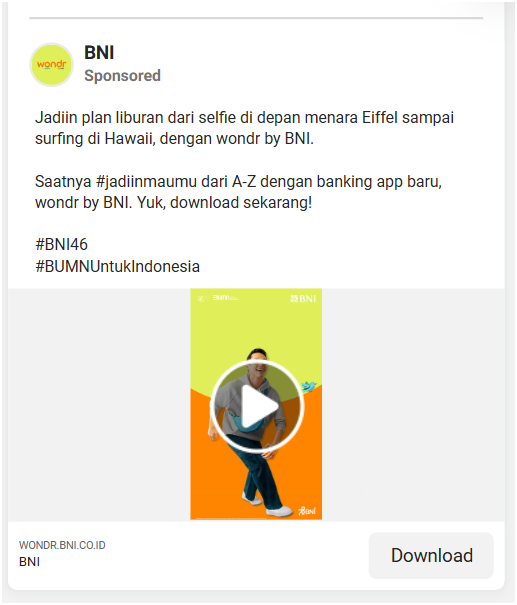 wondr
BNI
Sponsored
Jadiin plan liburan dari selfie di depan menara Eiffel sampai
surfing di Hawaii, dengan wondr by BNI.
Saatnya #jadiinmaumu dari A-Z dengan banking app baru,
wondr by BNI. Yuk, download sekarang!
#BNI46
#BUMNUntukIndonesia
BNI
WONDR.BNI.CO.ID
BNI
Download